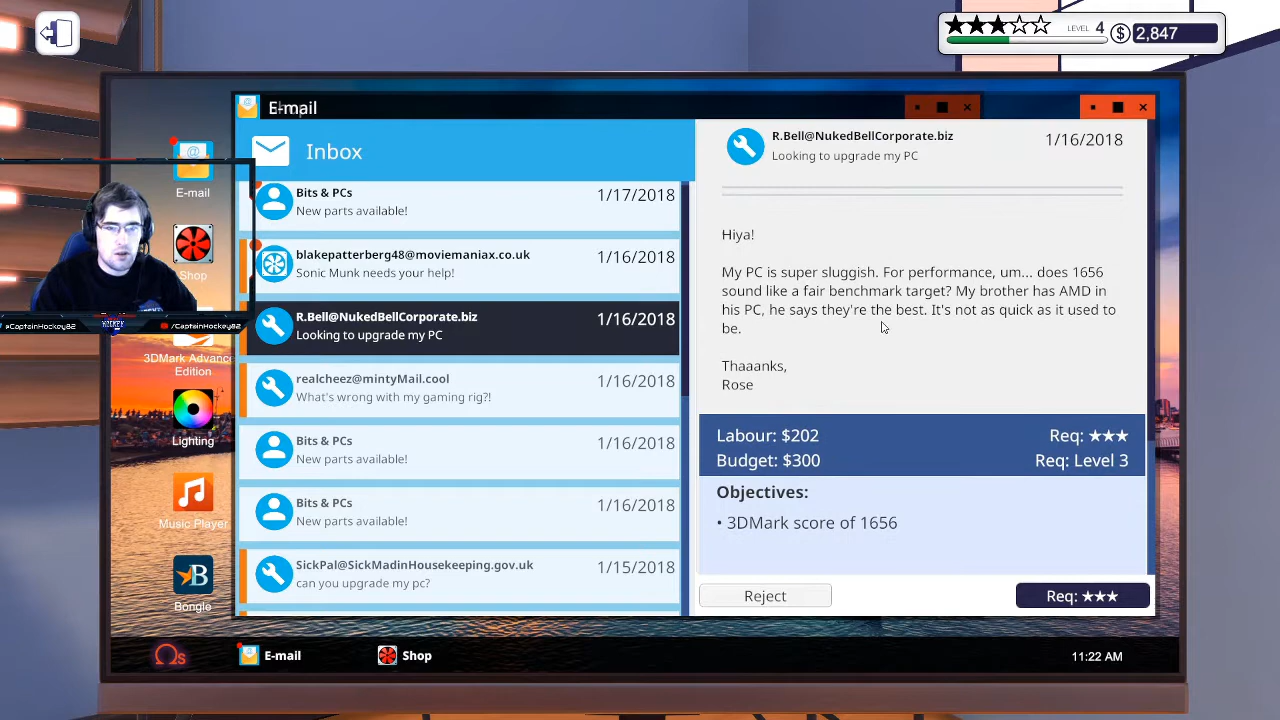 LEVEL 4
$ 2,847
E-mail
Inbox
Bits & PCs
New parts available!
1/17/2018
blakepatterberg48@moviemaniax.co.uk
Sonic Munk needs your help!
1/16/2018
R.Bell@NukedBellCorporate.biz
Looking to upgrade my PC
1/16/2018
realcheez@mintyMail.cool
What's wrong with my gaming rig?!
1/16/2018
Bits & PCs
New parts available!
1/16/2018
Bits & PCs
New parts available!
1/16/2018
SickPal@SickMadinHousekeeping.gov.uk
can you upgrade my pc?
1/15/2018
R.Bell@NukedBellCorporate.biz
Looking to upgrade my PC
1/16/2018
Hiya!
My PC is super sluggish. For performance, um... does 1656
sound like a fair benchmark target? My brother has AMD in
his PC, he says they're the best. It's not as quick as it used to
be.
Thaaanks,
Rose
Labour: $202
Req: ★★★
Budget: $300
Req: Level 3
Objectives:
• 3DMark score of 1656
Reject
Req: ★★★
E-mail
Shop
@CaptainHockey82
HOCKEY
/CaptainHockey82
3DMark Advanc
Edition
Lighting
Music Player
Bongle
Ωs
E-mail
Shop
11:22 AM